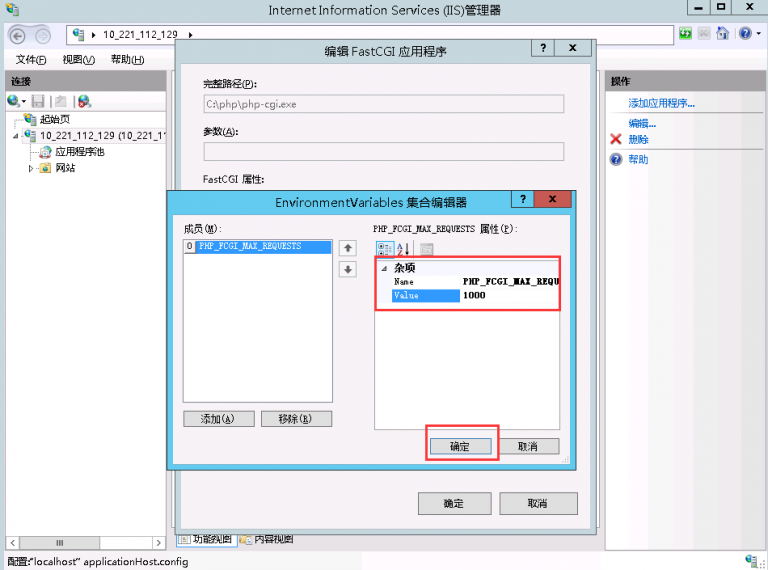 Internet Information Services (IIS)管理器
10_221_112_129
文件(F) 视图(V) 帮助(H)
连接
起始页
10_221_112_129 (10_221_1
应用程序池
网站
编辑 FastCGI 应用程序
完整路径(P):
C:\php\php-cgi.exe
参数(A):
FastCGI 属性:
EnvironmentVariables 集合编辑器
成员(M):
0 PHP_FCGI_MAX_REQUESTS
添加(A) 移除(R)
PHP_FCGI_MAX_REQUESTS 属性(P):
杂项
Name PHP_FCGI_MAX_REQU
Value 1000
确定 取消
确定 取消
操作
添加应用程序...
编辑...
删除
帮助
功能视图 内容视图
配置:"localhost" applicationHost.config